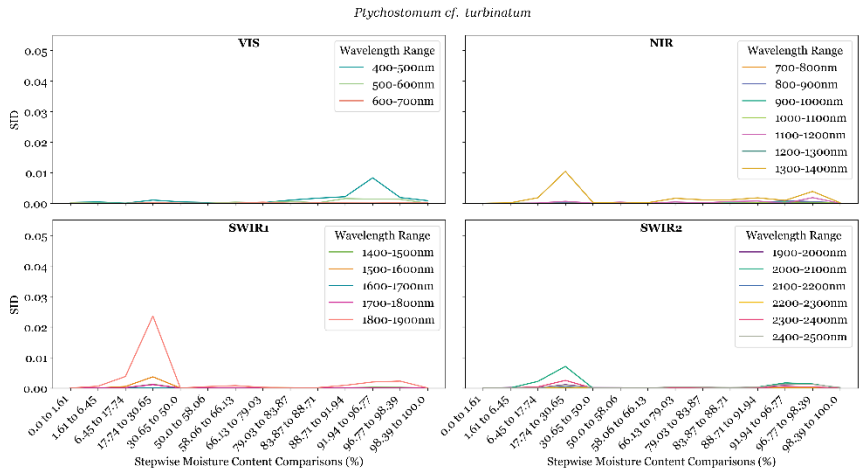 Ptychostomum cf. turbinatum
VIS
SID
0.05
0.04
0.03
0.02
0.01
0.00
Wavelength Range
400-500nm
500-600nm
600-700nm
NIR
Wavelength Range
700-800nm
800-900nm
900-1000nm
1000-1100nm
1100-1200nm
1200-1300nm
1300-1400nm
SWIR1
SID
0.05
0.04
0.03
0.02
0.01
0.00
Wavelength Range
1400-1500nm
1500-1600nm
1600-1700nm
1700-1800nm
1800-1900nm
0.0 to 1.61
1.61 to 6.45
6.45 to 17.74
17.74 to 30.65
30.65 to 50.0
50.0 to 58.06
58.06 to 66.13
66.13 to 79.03
79.03 to 83.87
83.87 to 88.71
88.71 to 91.94
91.94 to 96.77
96.77 to 98.39
98.39 to 100.0
Stepwise Moisture Content Comparisons (%)
SWIR2
Wavelength Range
1900-2000nm
2000-2100nm
2100-2200nm
2200-2300nm
2300-2400nm
2400-2500nm
0.0 to 1.61
1.61 to 6.45
6.45 to 17.74
17.74 to 30.65
30.65 to 50.0
50.0 to 58.06
58.06 to 66.13
66.13 to 79.03
79.03 to 83.87
83.87 to 88.71
88.71 to 91.94
91.94 to 96.77
96.77 to 98.39
98.39 to 100.0
Stepwise Moisture Content Comparisons (%)